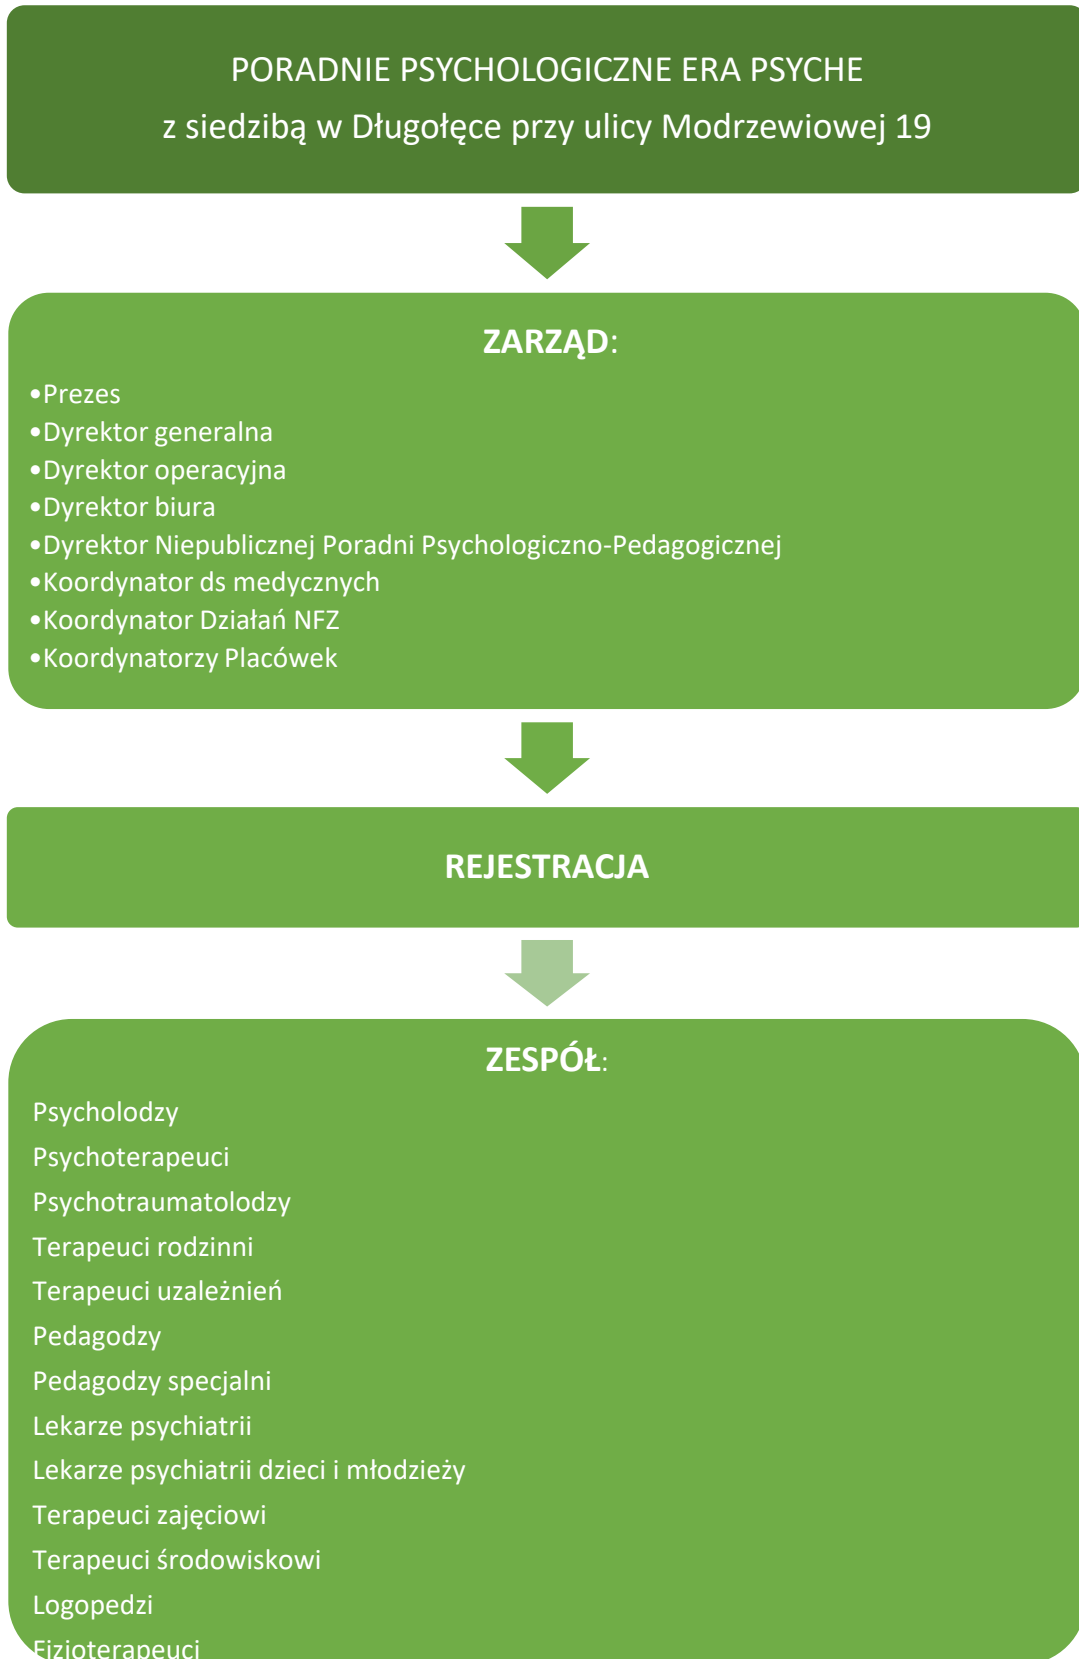 PORADNIE PSYCHOLOGICZNE ERA PSYCHE
z siedzibą w Długołęce przy ulicy Modrzewiowej 19
ZARZĄD:
•Prezes
•Dyrektor generalna
•Dyrektor operacyjna
•Dyrektor biura
•Dyrektor Niepublicznej Poradni Psychologiczno-Pedagogicznej
•Koordynator ds medycznych
•Koordynator Działań NFZ
•Koordynatorzy Placówek
REJESTRACJA
ZESPÓŁ:
Psycholodzy
Psychoterapeuci
Psychotraumatolodzy
Terapeuci rodzinni
Terapeuci uzależnień
Pedagodzy
Pedagodzy specjalni
Lekarze psychiatrii
Lekarze psychiatrii dzieci i młodzieży
Terapeuci zajęciowi
Terapeuci środowiskowi
Logopedzi
Fizjoterapeuci